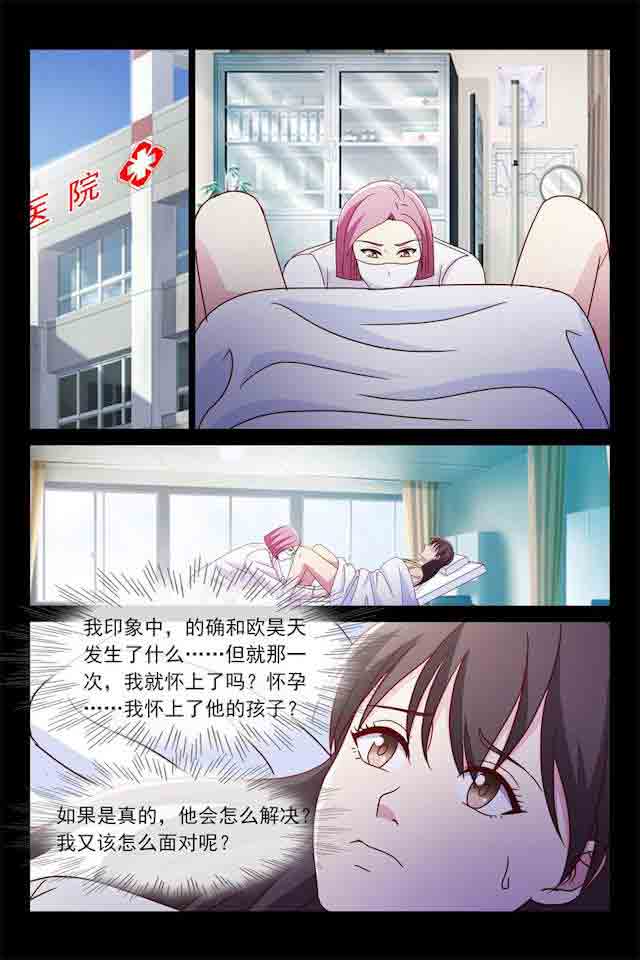 医院
我印象中，的确和欧昊天
发生了什么……但就那一
次，我就怀上了吗？怀孕
……我怀上了他的孩子？
如果是真的，他会怎么解决？
我又该怎么面对呢？